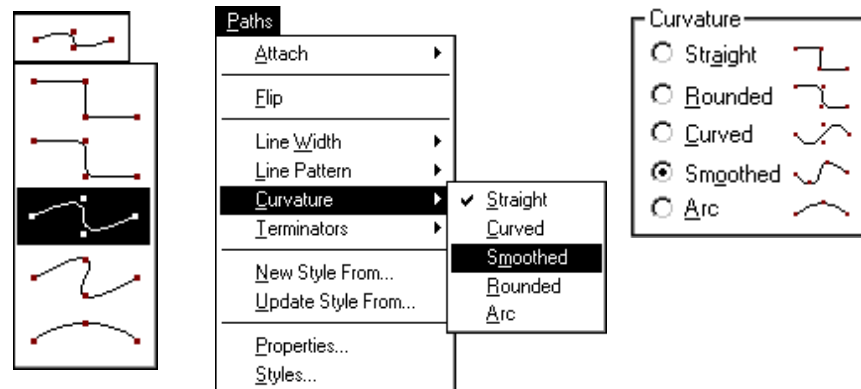 Paths
Attach
Flip
Line Width
Line Pattern
Curvature
Terminators
New Style From...
Update Style From...
Properties...
Styles...
Straight
Curved
Smoothed
Rounded
Arc
Curvature
Straight
Rounded
Curved
Smoothed
Arc